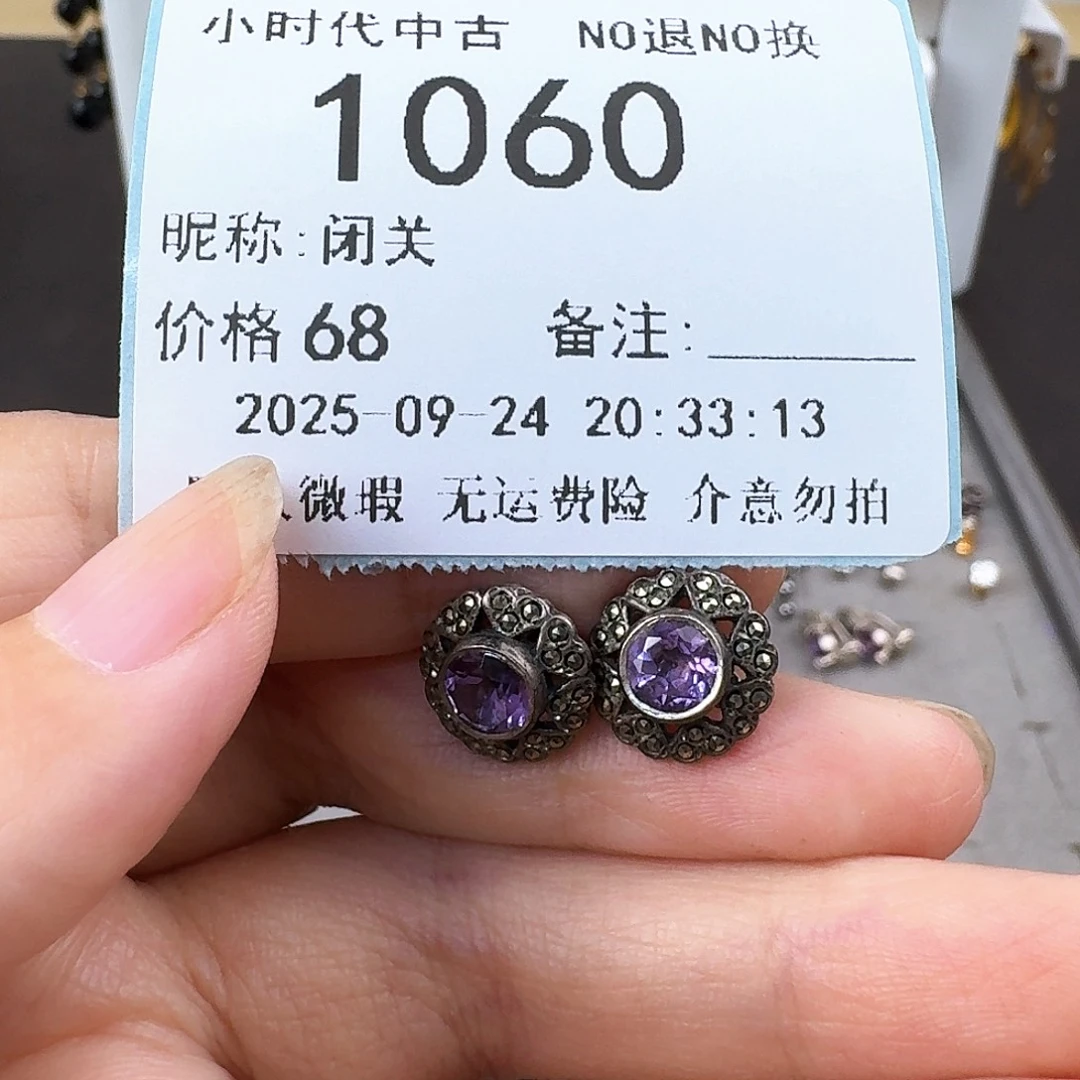 小时代中古 NO退NO换
1060
昵称:闭关
价格 68 备注:
2025-09-24 20:33:13
微瑕 无运费险 介意勿拍